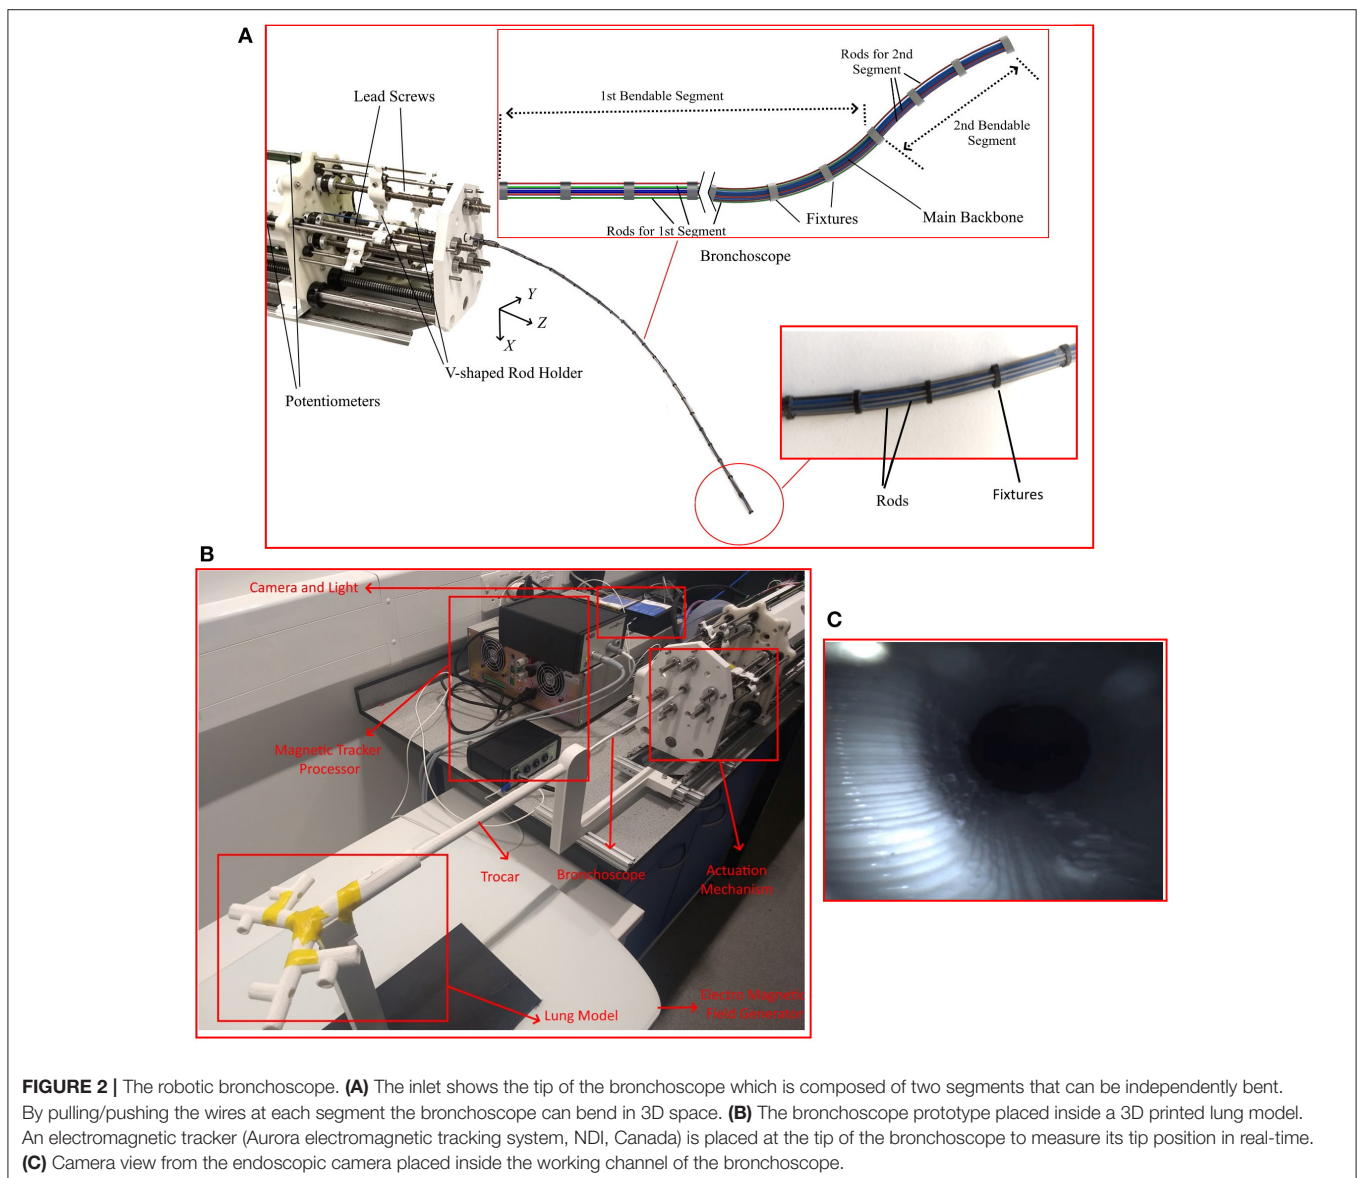 A
Lead Screws
Rods for 2nd
Segment
1st Bendable Segment
2nd Bendable
Segment
Fixtures
Main Backbone
Rods for 1st Segment
Bronchoscope
Y
Z
X
V-shaped Rod Holder
Potentiometers
Rods
Fixtures
B
Camera and Light
Magnetic Tracker
Processor
Trocar
Bronchoscope
Actuation
Mechanism
Lung Model
Electro Magnetic
Field Generator
C
FIGURE 2 | The robotic bronchoscope. (A) The inlet shows the tip of the bronchoscope which is composed of two segments that can be independently bent.
By pulling/pushing the wires at each segment the bronchoscope can bend in 3D space. (B) The bronchoscope prototype placed inside a 3D printed lung model.
An electromagnetic tracker (Aurora electromagnetic tracking system, NDI, Canada) is placed at the tip of the bronchoscope to measure its tip position in real-time.
(C) Camera view from the endoscopic camera placed inside the working channel of the bronchoscope.